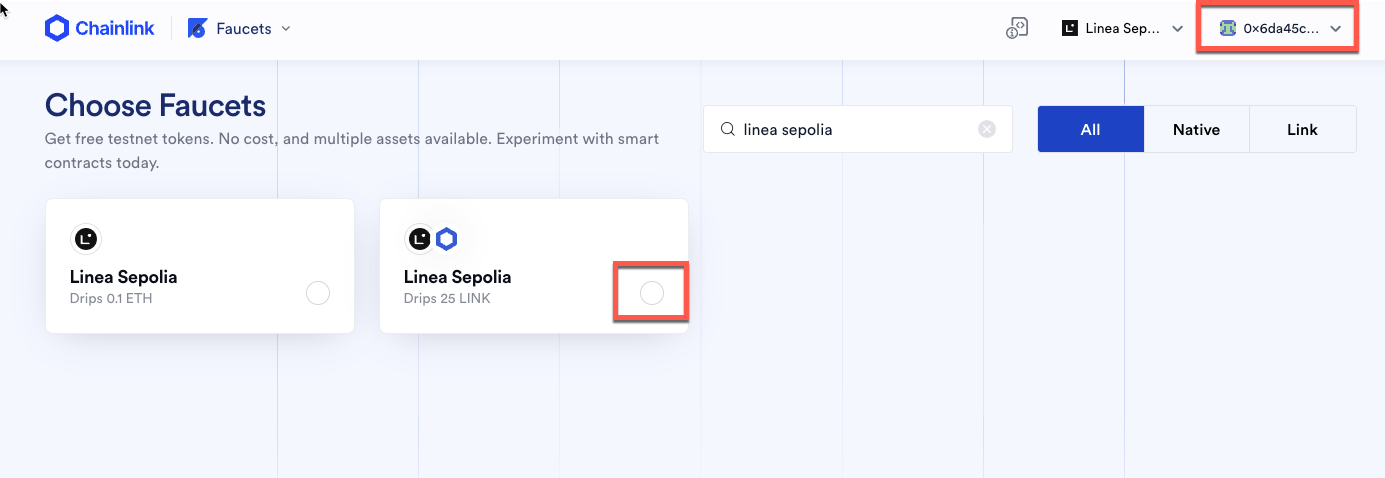 Chainlink
Faucets
Linea Sep...
0x6da45c...
Choose Faucets
Get free testnet tokens. No cost, and multiple assets available. Experiment with smart
contracts today.
linea sepolia
All
Native
Link
Linea Sepolia
Drips 0.1 ETH
Linea Sepolia
Drips 25 LINK